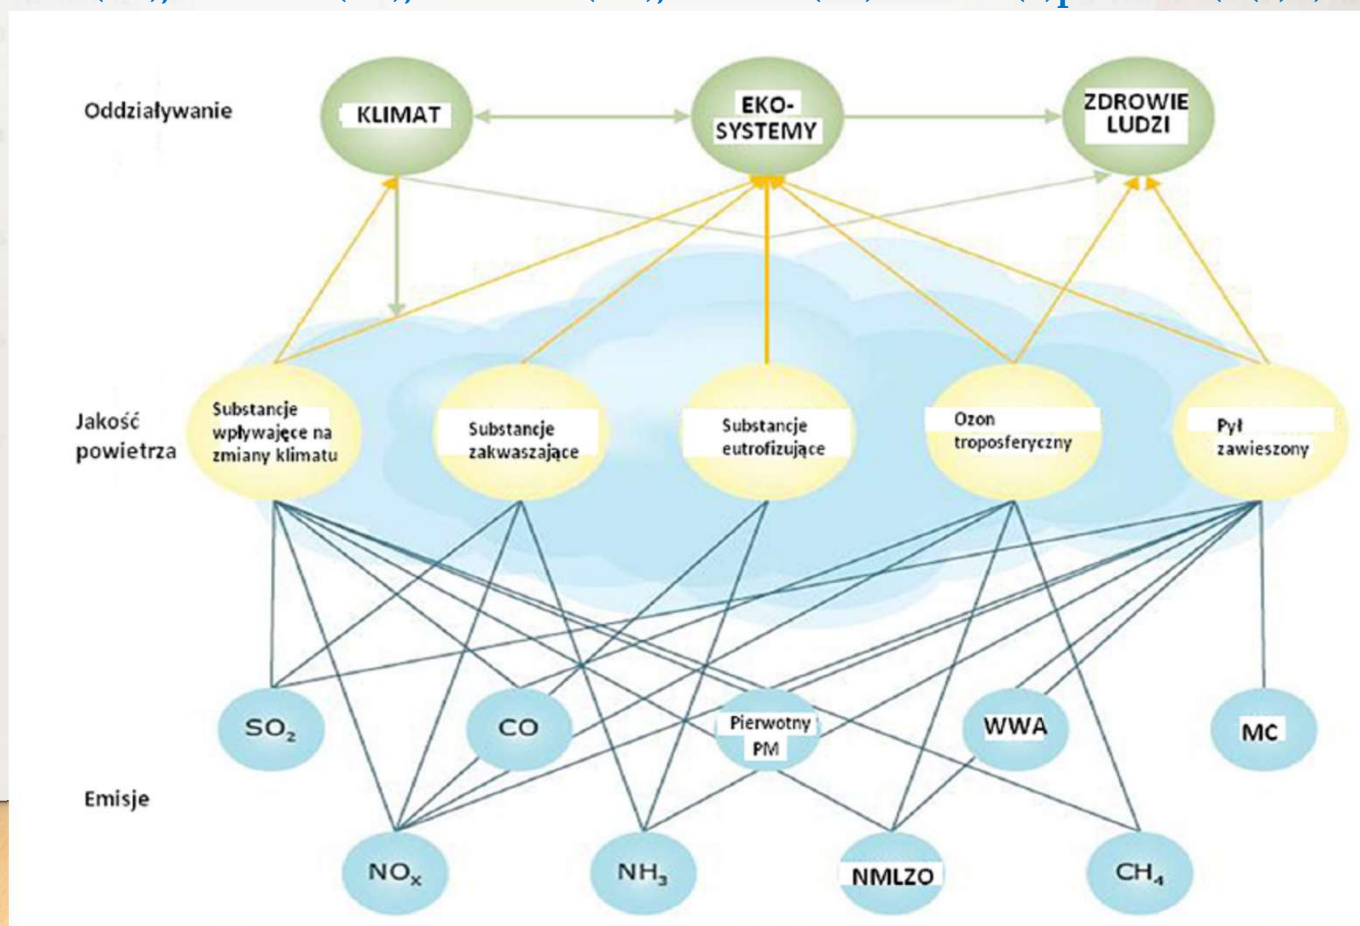 Oddziaływanie
KLIMAT
EKO-
SYSTEMY
ZDROWIE
LUDZI
Jakość
powietrza
Substancje
wpływajęce na
zmiany klimatu
Substancje
zakwaszające
Substancje
eutrofizujące
Ozon
troposferyczny
Pył
zawieszony
SO₂
CO
Pierwotny
PM
WWA
MC
Emisje
NOₓ
NH₃
NMLZO
CH₄